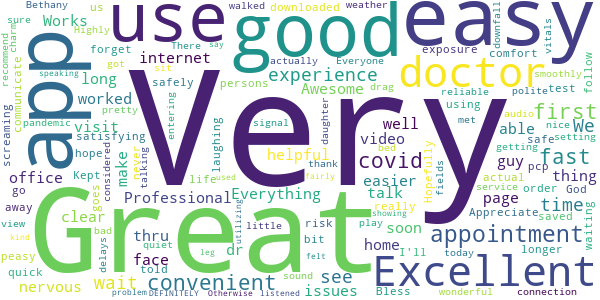 Bethany
us
walked
downloaded
weather
sure
Works
use
good
easy
Highly
There
say
forget
internet
actually
Everyone
exposure
downfall
recommend
communicate
charm
app
got
sit
long
safely
persons
experience
Awesome
drag
comfort
doctor
vitals
smoothly
follow
speaking
worked
reliable
polite
test
pandemic
pretty
entering
signal
daughter
using
met
audio
first
screaming
visit
satisfying
Very
well
able
nice
setting
We
hope
considered
never
talking
laughing
helpful
thank
video
bed
covid
Hopefully
getting
safe
fast
office
Kept
make
life
used
fairly
easier
guy
actual
pcp
thing
go
goes
Professional
Everything
talk
really
page
service
order
God
away
Great
clear
utilizing
little
risk
play
showing
soon
Appreciate
saved
time
waiting
view
bad
thru
quiet
dr
bit
home
appointment
kind
delays
face
leg
felt
I'll
today
longer
peasy
told
sound
see
Excellent
quick
nervous
wait
convenient
issues
Bless
wonderful
connection
problem
DEFINITELY
Otherwise
listened
fields